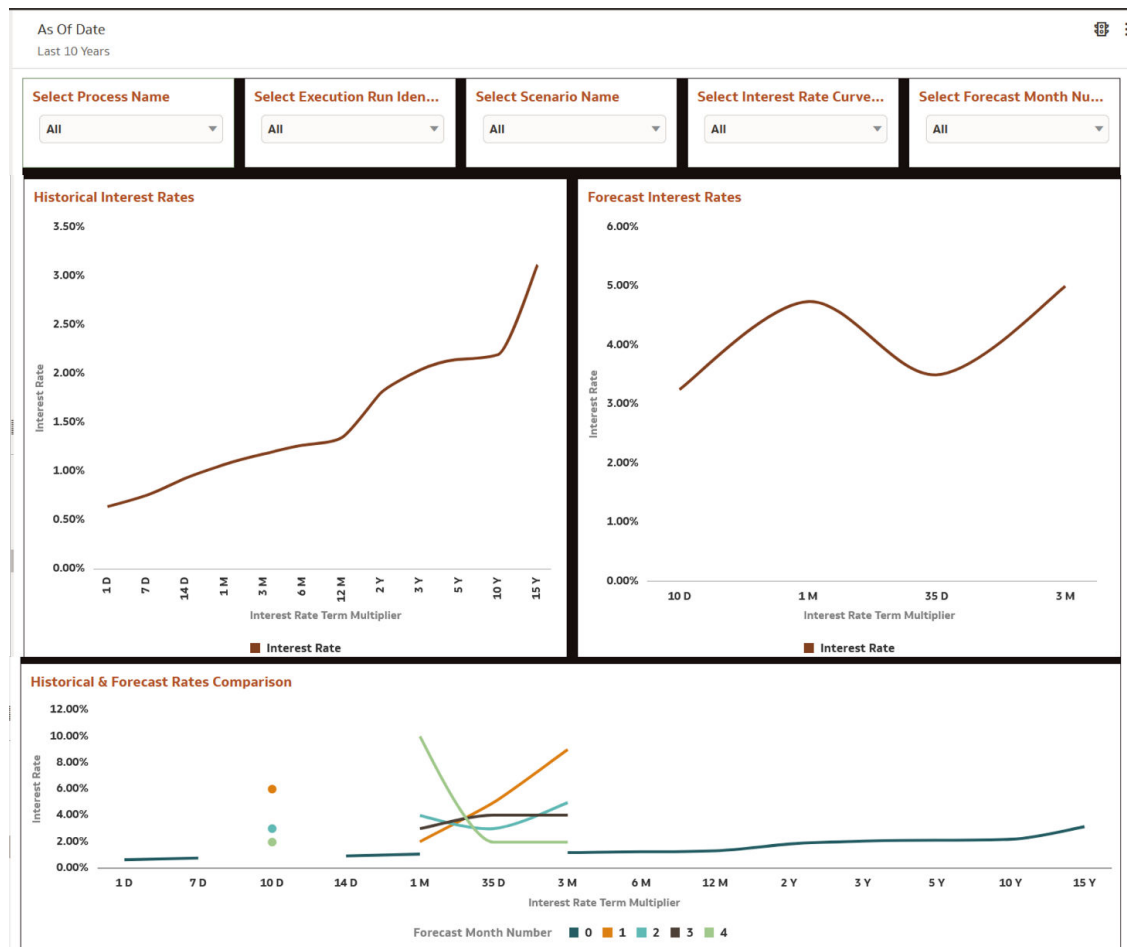 As Of Date
Last 10 Years
Select Process Name
All
Select Execution Run Iden...
All
Select Scenario Name
All
Select Interest Rate Curve...
All
Select Forecast Month Nu...
All
Historical Interest Rates
3.50%
3.00%
2.50%
2.00%
1.50%
1.00%
0.50%
0.00%
Interest Rate
1 D
7 D
14 D
1 M
3 M
6 M
12 M
2 Y
3 Y
5 Y
10 Y
15 Y
Interest Rate Term Multiplier
Interest Rate
Forecast Interest Rates
6.00%
5.00%
4.00%
3.00%
2.00%
1.00%
0.00%
Interest Rate
10 D
1 M
35 D
3 M
Interest Rate Term Multiplier
Interest Rate
Historical & Forecast Rates Comparison
12.00%
10.00%
8.00%
6.00%
4.00%
2.00%
0.00%
Interest Rate
1 D
7 D
10 D
14 D
1 M
35 D
3 M
6 M
12 M
2 Y
3 Y
5 Y
10 Y
15 Y
Interest Rate Term Multiplier
Forecast Month Number 0 1 2 3 4